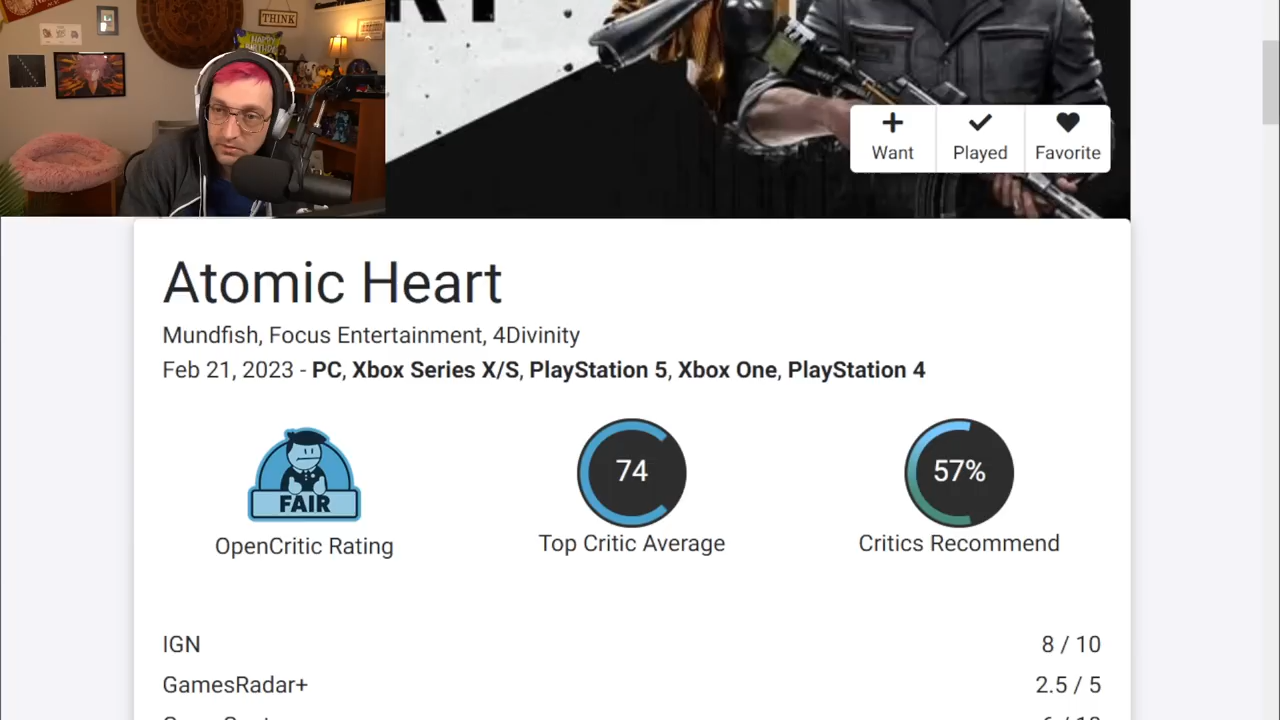 THINK
Want
Played
Favorite
Atomic Heart
Mundfish, Focus Entertainment, 4Divinity
Feb 21, 2023 - PC, Xbox Series X/S, PlayStation 5, Xbox One, PlayStation 4
FAIR
74
57%
OpenCritic Rating
Top Critic Average
Critics Recommend
IGN
8 / 10
GamesRadar+
2.5 / 5